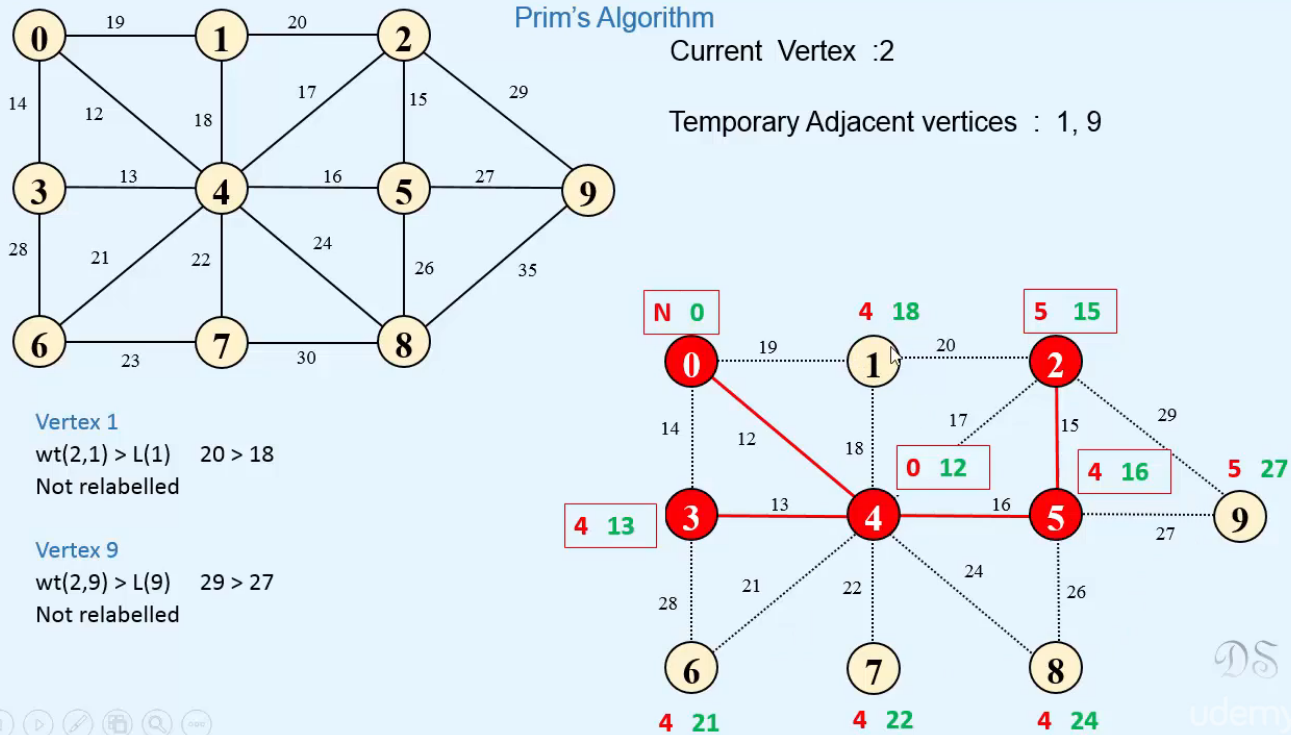 Prim's Algorithm
Current Vertex :2
Temporary Adjacent vertices : 1, 9
19 20
0 1 2
14 12 18 17 15 29
13 16 27
3 4 5 9
28 21 22 24 26 35
6 7 8
23 30
Vertex 1
wt(2,1) > L(1) 20 > 18
Not relabelled
Vertex 9
wt(2,9) > L(9) 29 > 27
Not relabelled
N 0 4 18 5 15
19 20
0 1 2
14 12 18 17 15 29
0 12 4 16 5 27
4 13
13 16 27
3 4 5 9
28 21 22 24 26
6 7 8
4 21 4 22 4 24
DS
udemy